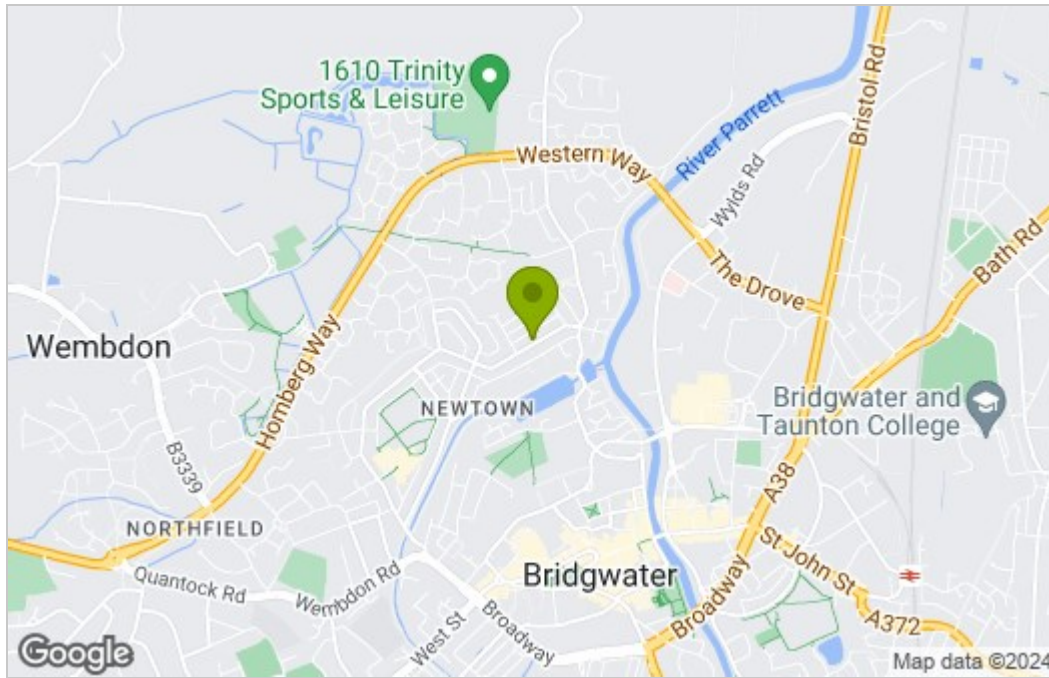 1610 Trinity
Sports & Leisure
Western Way
River Parrett
Wylds Rd
Bristol Rd
The Drove
Bath Rd
Wembdon
Homberg Way
NEWTOWN
Bridgwater and
Taunton College
B3339
A38
NORTHFIELD
St John St
Quantock Rd
Wembdon Rd
Bridgwater
Broadway
West St
Broadway
A372
Google
Map data ©2024